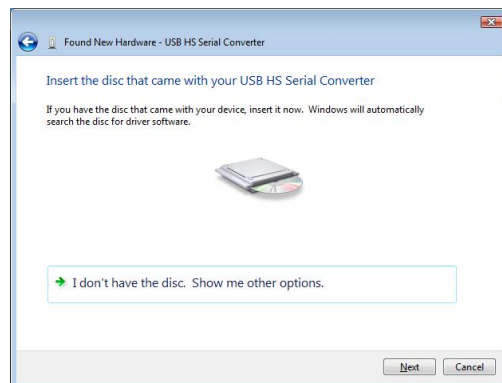 Found New Hardware - USB HS Serial Converter
Insert the disc that came with your USB HS Serial Converter
If you have the disc that came with your device, insert it now.  Windows will automatically
search the disc for driver software.
I don't have the disc.  Show me other options.
Next Cancel